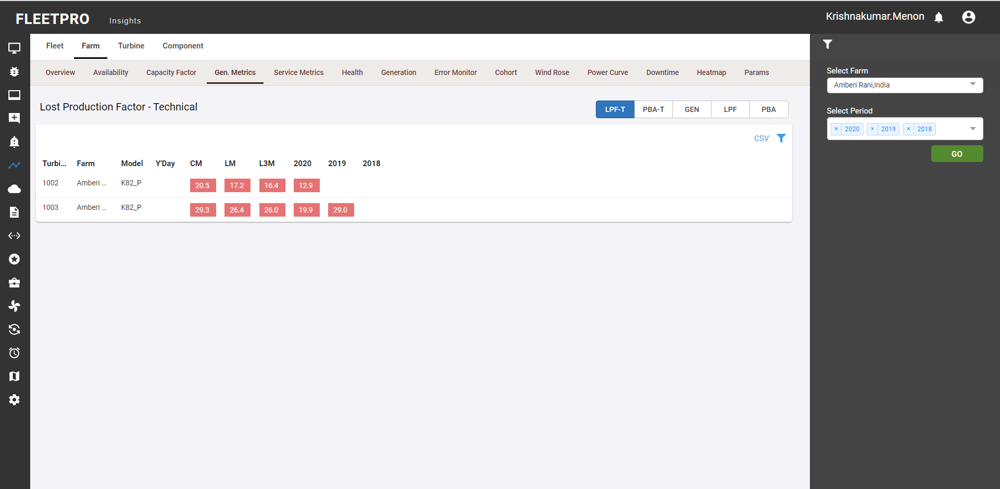 FLEETPRO Insights Krishnakumar.Menon
Fleet Farm Turbine Component
Overview Availability Capacity Factor Gen. Metrics Service Metrics Health Generation Error Monitor Cohort Wind Rose Power Curve Downtime Heatmap Params
Lost Production Factor - Technical
LPF-T PBA-T GEN LPF PBA
CSV
Turbi... Farm Model Y'Day CM LM L3M 2020 2019 2018
1002 Amberi ... K82_P 20.5 17.2 16.4 12.9
1003 Amberi ... K82_P 29.3 26.4 26.0 19.9 29.0
Select Farm
Amberi Rani,India
Select Period
× 2020 × 2019 × 2018
GO